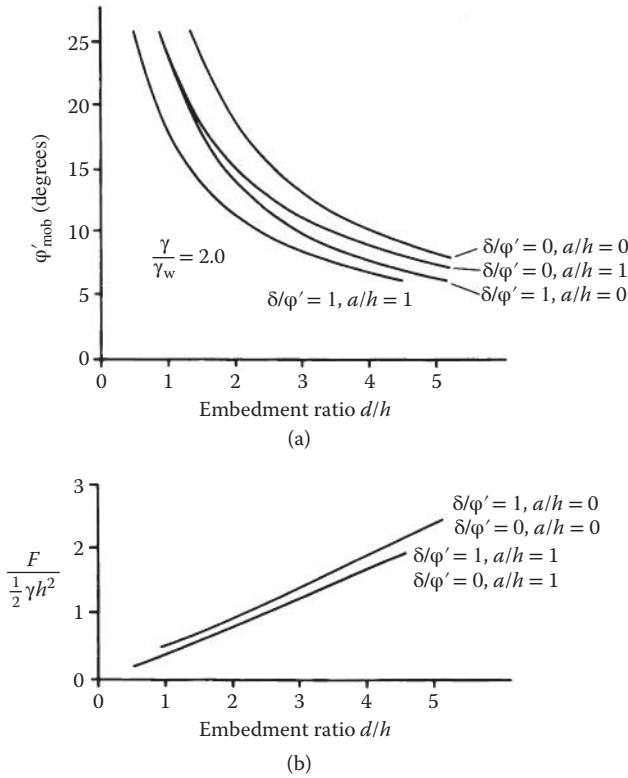 25
20
15
10
5
0
φ′mob (degrees)
γ/γw = 2.0
δ/φ′ = 0, a/h = 0
δ/φ′ = 0, a/h = 1
δ/φ′ = 1, a/h = 0
δ/φ′ = 1, a/h = 1
0 1 2 3 4 5
Embedment ratio d/h
(a)
3
2
1
0
F / ½γh²
δ/φ′ = 1, a/h = 0
δ/φ′ = 0, a/h = 0
δ/φ′ = 1, a/h = 1
δ/φ′ = 0, a/h = 1
0 1 2 3 4 5
Embedment ratio d/h
(b)